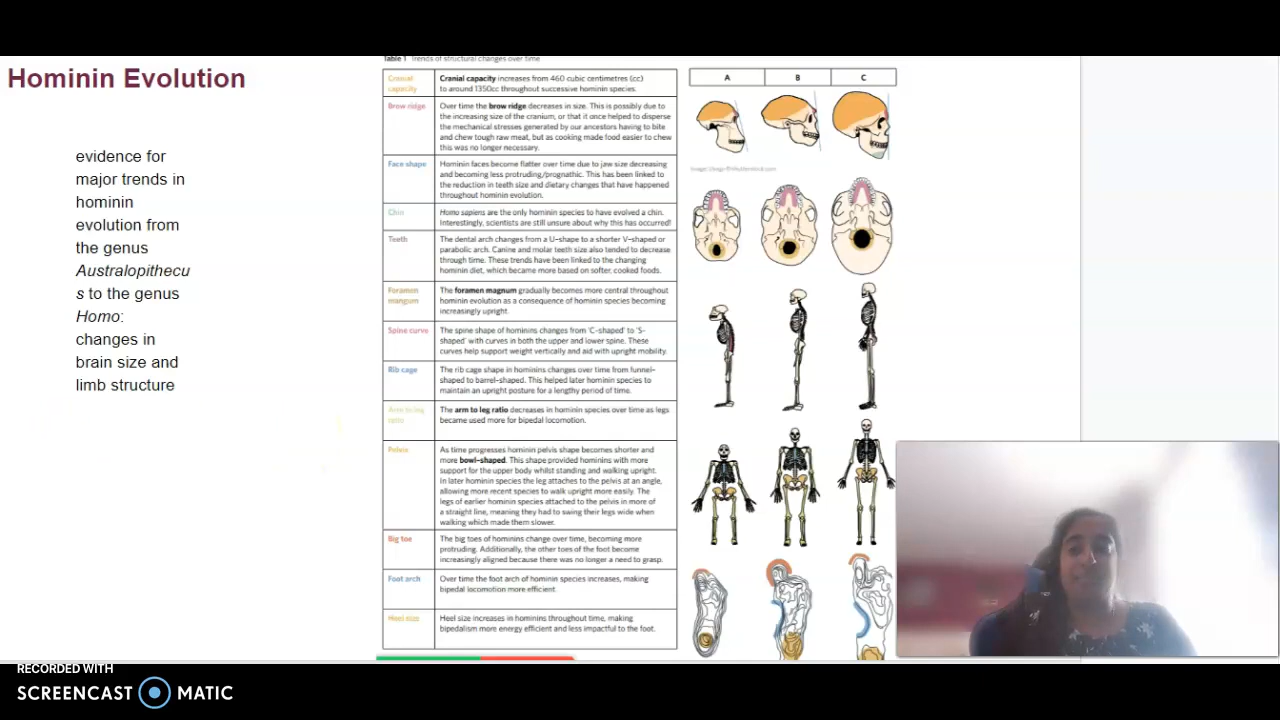 Hominin Evolution
evidence for
major trends in
hominin
evolution from
the genus
Australopithecu
s to the genus
Homo:
changes in
brain size and
limb structure
Table 1 Trends of structural changes over time
Cranial
capacity
Cranial capacity increases from 460 cubic centimetres (cc)
to around 1350cc throughout successive hominin species.
Brow ridge
Over time the brow ridge decreases in size. This is possibly due to
the increasing size of the cranium, or that it once helped to disperse
the mechanical stresses generated by our ancestors having to bite
and chew tough raw meat, but as cooking made food easier to chew
this was no longer necessary.
Face shape
Hominin faces become flatter over time due to jaw size decreasing
and becoming less protruding/prognathic. This has been linked to
the reduction in teeth size and dietary changes that have happened
throughout hominin evolution.
Chin
Homo sapiens are the only hominin species to have evolved a chin.
Interestingly, scientists are still unsure about why this has occurred!
Teeth
The dental arch changes from a U-shape to a shorter V-shaped or
parabolic arch. Canine and molar teeth size also tended to decrease
through time. These trends have been linked to the changing
hominin diet, which became more based on softer, cooked foods.
Foramen
mangum
The foramen magnum gradually becomes more central throughout
hominin evolution as a consequence of hominin species becoming
increasingly upright.
Spine curve
The spine shape of hominins changes from 'C-shaped' to 'S-
shaped' with curves in both the upper and lower spine. These
curves help support weight vertically and aid with upright mobility.
Rib cage
The rib cage shape in hominins changes over time from funnel-
shaped to barrel-shaped. This helped later hominin species to
maintain an upright posture for a lengthy period of time.
Arm to leg
ratio
The arm to leg ratio decreases in hominin species over time as legs
became used more for bipedal locomotion.
Pelvis
As time progresses hominin pelvis shape becomes shorter and
more bowl-shaped. This shape provided hominins with more
support for the upper body whilst standing and walking upright.
In later hominin species the leg attaches to the pelvis at an angle,
allowing more recent species to walk upright more easily. The
legs of earlier hominin species attached to the pelvis in more of
a straight line, meaning they had to swing their legs wide when
walking which made them slower.
Big toe
The big toes of hominins change over time, becoming more
protruding. Additionally, the other toes of the foot become
increasingly aligned because there was no longer a need to grasp.
Foot arch
Over time the foot arch of hominin species increases, making
bipedal locomotion more efficient.
Heel size
Heel size increases in hominins throughout time, making
bipedalism more energy efficient and less impactful to the foot.
A B C
RECORDED WITH
SCREENCAST MATIC